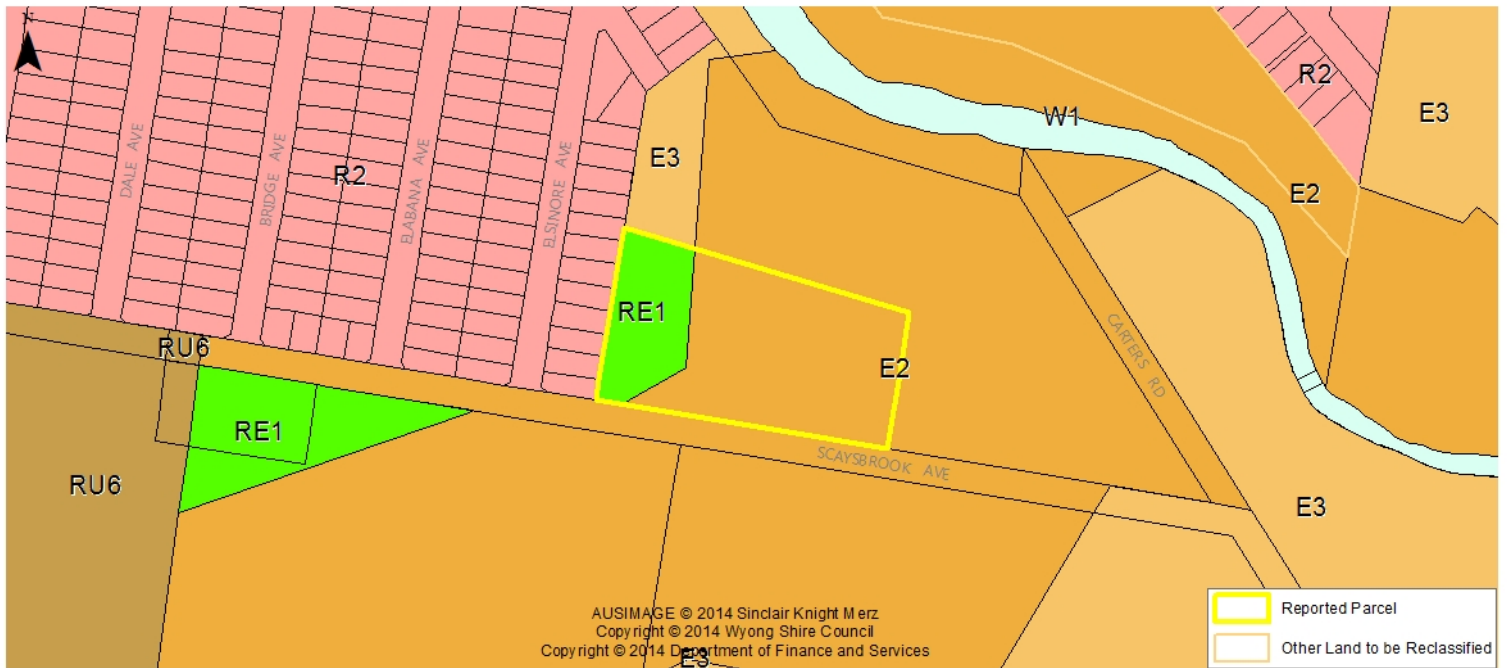 N
R2
W1
E3
E3
R2
E2
DALE AVE
BRIDGE AVE
ELABANA AVE
ELSINORE AVE
RE1
CARTERS RD
RU6
E2
RE1
SCAYSBROOK AVE
RU6
E3
AUSIMAGE © 2014 Sinclair Knight Merz
Copyright © 2014 Wyong Shire Council
Copyright © 2014 Department of Finance and Services
E3
Reported Parcel
Other Land to be Reclassified